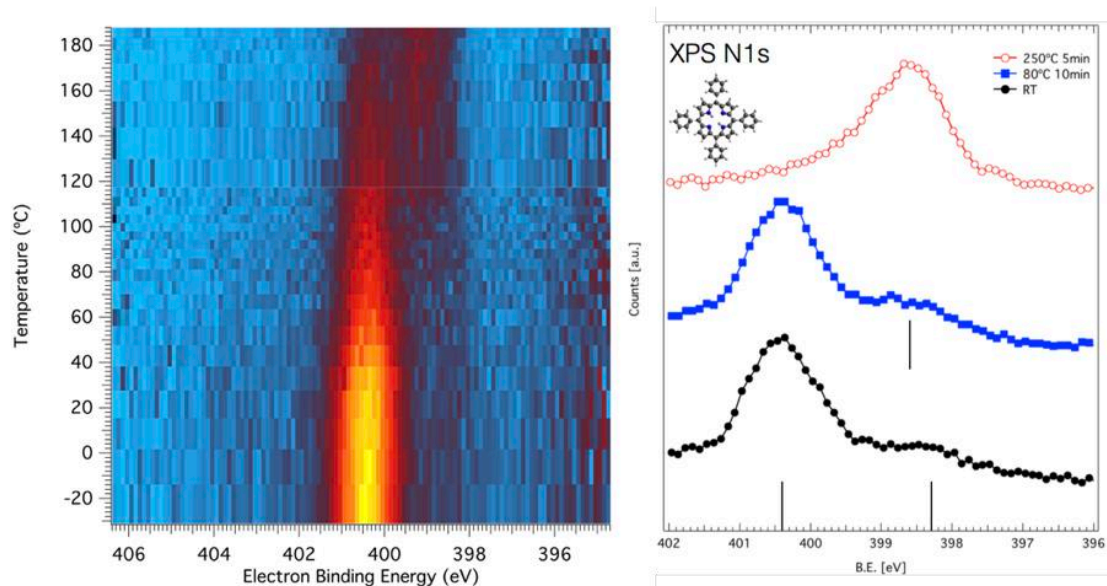 180
160
140
120
100
80
60
40
20
0
-20
Temperature (°C)
406 404 402 400 398 396
Electron Binding Energy (eV)
XPS N1s
250°C 5min
80°C 10min
RT
Counts [a.u.]
402 401 400 399 398 397 396
B.E. [eV]